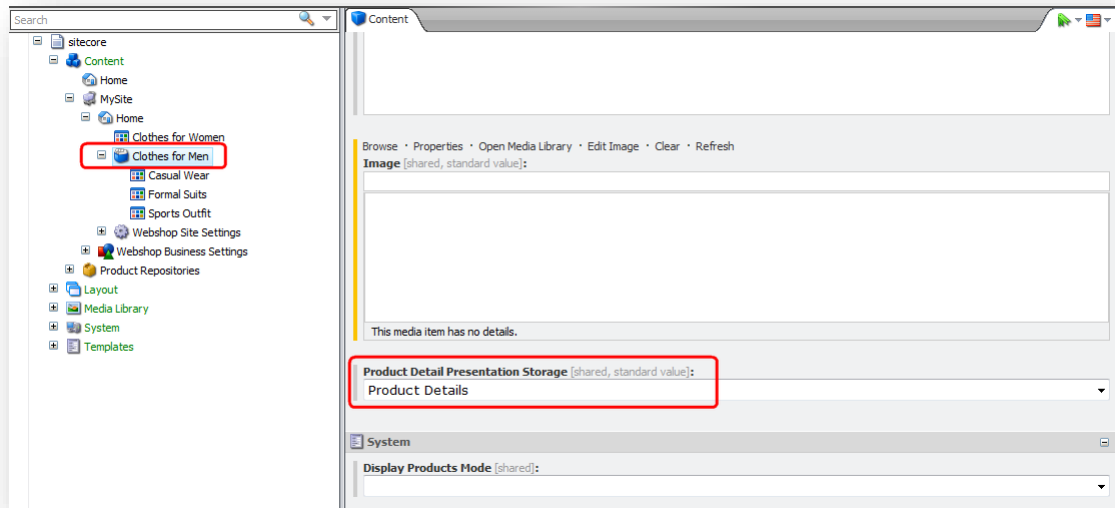 Search
sitecore
Content
Home
MySite
Home
Clothes for Women
Clothes for Men
Casual Wear
Formal Suits
Sports Outfit
Webshop Site Settings
Webshop Business Settings
Product Repositories
Layout
Media Library
System
Templates
Content
Browse · Properties · Open Media Library · Edit Image · Clear · Refresh
Image [shared, standard value]:
This media item has no details.
Product Detail Presentation Storage [shared, standard value]:
Product Details
System
Display Products Mode [shared]: